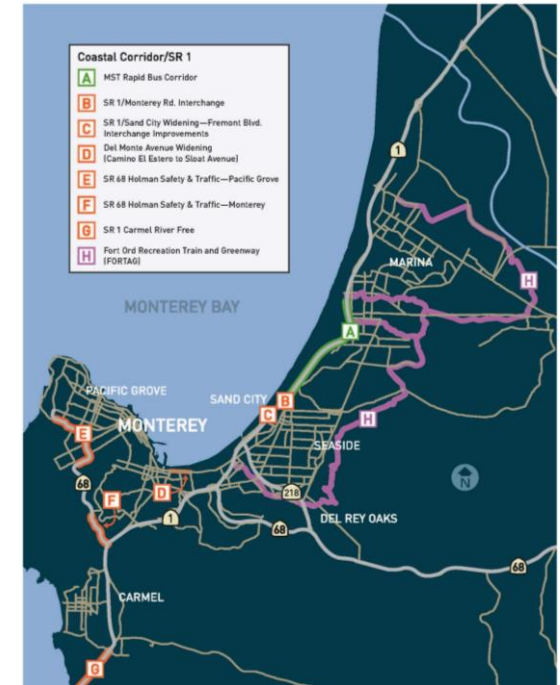 Coastal Corridor/SR 1
A MST Rapid Bus Corridor
B SR 1/Monterey Rd. Interchange
C SR 1/Sand City Widening—Fremont Blvd.
Interchange Improvements
D Del Monte Avenue Widening
(Camino El Estero to Sloat Avenue)
E SR 68 Holman Safety & Traffic—Pacific Grove
F SR 68 Holman Safety & Traffic—Monterey
G SR 1 Carmel River Free
H Fort Ord Recreation Train and Greenway
(FORTAG)
1
MARINA
H
MONTEREY BAY
A
PACIFIC GROVE
SAND CITY
B
C
MONTEREY
E
H
SEASIDE
68
D
218
N
F
1
DEL REY OAKS
68
68
CARMEL
G